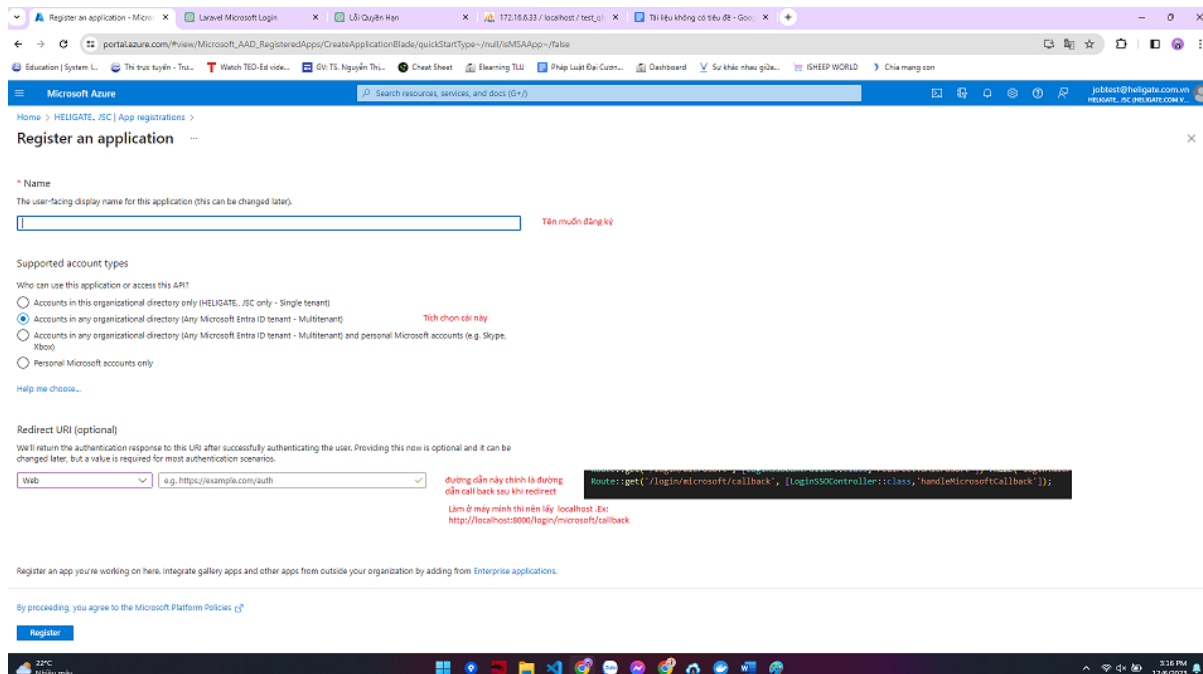 Register an application - Micro:
Laravel Microsoft Login
Lỗi Quyền Hạn
172.16.6.33 / localhost / test_q1
Tài liệu không có tiêu đề - Goo
portal.azure.com/#view/Microsoft_AAD_RegisteredApps/CreateApplicationBlade/quickStartType~/null/isMSAApp~/false
Education | System L...
Thi trực tuyến - Trư...
Watch TED-Ed vide...
GV: TS. Nguyễn Thị...
Cheat Sheet
Elearning TLU
Pháp Luật Đại Cươn...
Dashboard
Sự khác nhau giữa...
ISHEEP WORLD
Chia mạng con
Microsoft Azure
Search resources, services, and docs (G+/)
jobtest@heligate.com.vn
HELIGATE., JSC (HELIGATE.COM.V...
Home > HELIGATE., JSC | App registrations >
Register an application ...
* Name
The user-facing display name for this application (this can be changed later).
Tên muốn đăng ký
Supported account types
Who can use this application or access this API?
Accounts in this organizational directory only (HELIGATE., JSC only - Single tenant)
Accounts in any organizational directory (Any Microsoft Entra ID tenant - Multitenant)
Tích chọn cái này
Accounts in any organizational directory (Any Microsoft Entra ID tenant - Multitenant) and personal Microsoft accounts (e.g. Skype,
Xbox)
Personal Microsoft accounts only
Help me choose...
Redirect URI (optional)
We'll return the authentication response to this URI after successfully authenticating the user. Providing this now is optional and it can be
changed later, but a value is required for most authentication scenarios.
Web
e.g. https://example.com/auth
đường dẫn này chính là đường
dẫn call back sau khi redirect
Route::get('/login/microsoft/callback', [LoginSSOController::class,'handleMicrosoftCallback']);
Làm ở máy mình thì nên lấy localhost .Ex:
http://localhost:8000/login/microsoft/callback
Register an app you're working on here. Integrate gallery apps and other apps from outside your organization by adding from Enterprise applications.
By proceeding, you agree to the Microsoft Platform Policies
Register
22°C
Nhiều mây
3:16 PM